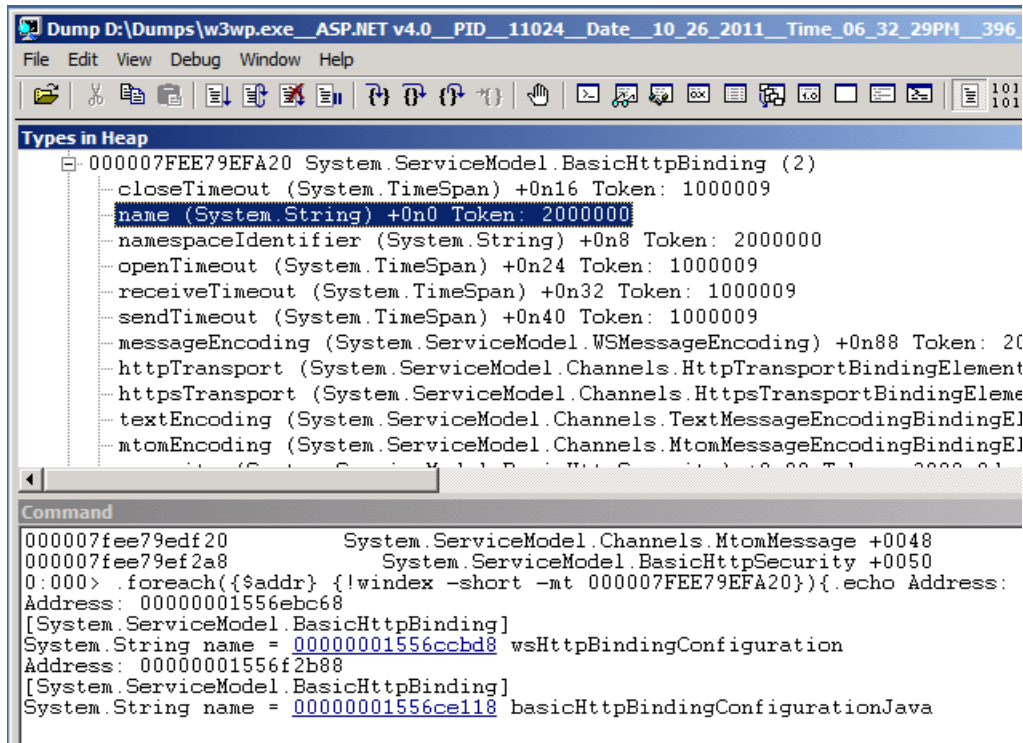 Dump D:\Dumps\w3wp.exe__ASP.NET v4.0__PID__11024__Date__10_26_2011__Time_06_32_29PM__396_
File Edit View Debug Window Help
101
101
Types in Heap
000007FEE79EFA20 System.ServiceModel.BasicHttpBinding (2)
closeTimeout (System.TimeSpan) +0n16 Token: 1000009
name (System.String) +0n0 Token: 2000000
namespaceIdentifier (System.String) +0n8 Token: 2000000
openTimeout (System.TimeSpan) +0n24 Token: 1000009
receiveTimeout (System.TimeSpan) +0n32 Token: 1000009
sendTimeout (System.TimeSpan) +0n40 Token: 1000009
messageEncoding (System.ServiceModel.WSMessageEncoding) +0n88 Token: 20
httpTransport (System.ServiceModel.Channels.HttpTransportBindingElement
httpsTransport (System.ServiceModel.Channels.HttpsTransportBindingEleme
textEncoding (System.ServiceModel.Channels.TextMessageEncodingBindingEl
mtomEncoding (System.ServiceModel.Channels.MtomMessageEncodingBindingEl
Command
000007fee79edf20 System.ServiceModel.Channels.MtomMessage +0048
000007fee79ef2a8 System.ServiceModel.BasicHttpSecurity +0050
0:000> .foreach({$addr} {!windex -short -mt 000007FEE79EFA20}){.echo Address:
Address: 00000001556ebc68
[System.ServiceModel.BasicHttpBinding]
System.String name = 00000001556ccbd8 wsHttpBindingConfiguration
Address: 00000001556f2b88
[System.ServiceModel.BasicHttpBinding]
System.String name = 00000001556ce118 basicHttpBindingConfigurationJava